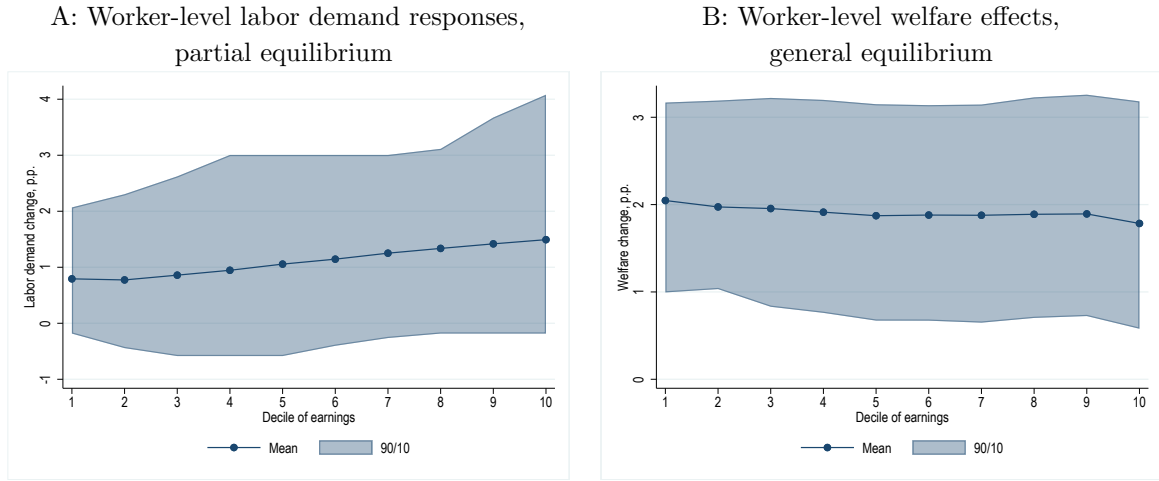 A: Worker-level labor demand responses,
partial equilibrium
Labor demand change, p.p.
4
3
2
1
0
-1
1 2 3 4 5 6 7 8 9 10
Decile of earnings
Mean 90/10
B: Worker-level welfare effects,
general equilibrium
Welfare change, p.p.
3
2
1
0
1 2 3 4 5 6 7 8 9 10
Decile of earnings
Mean 90/10